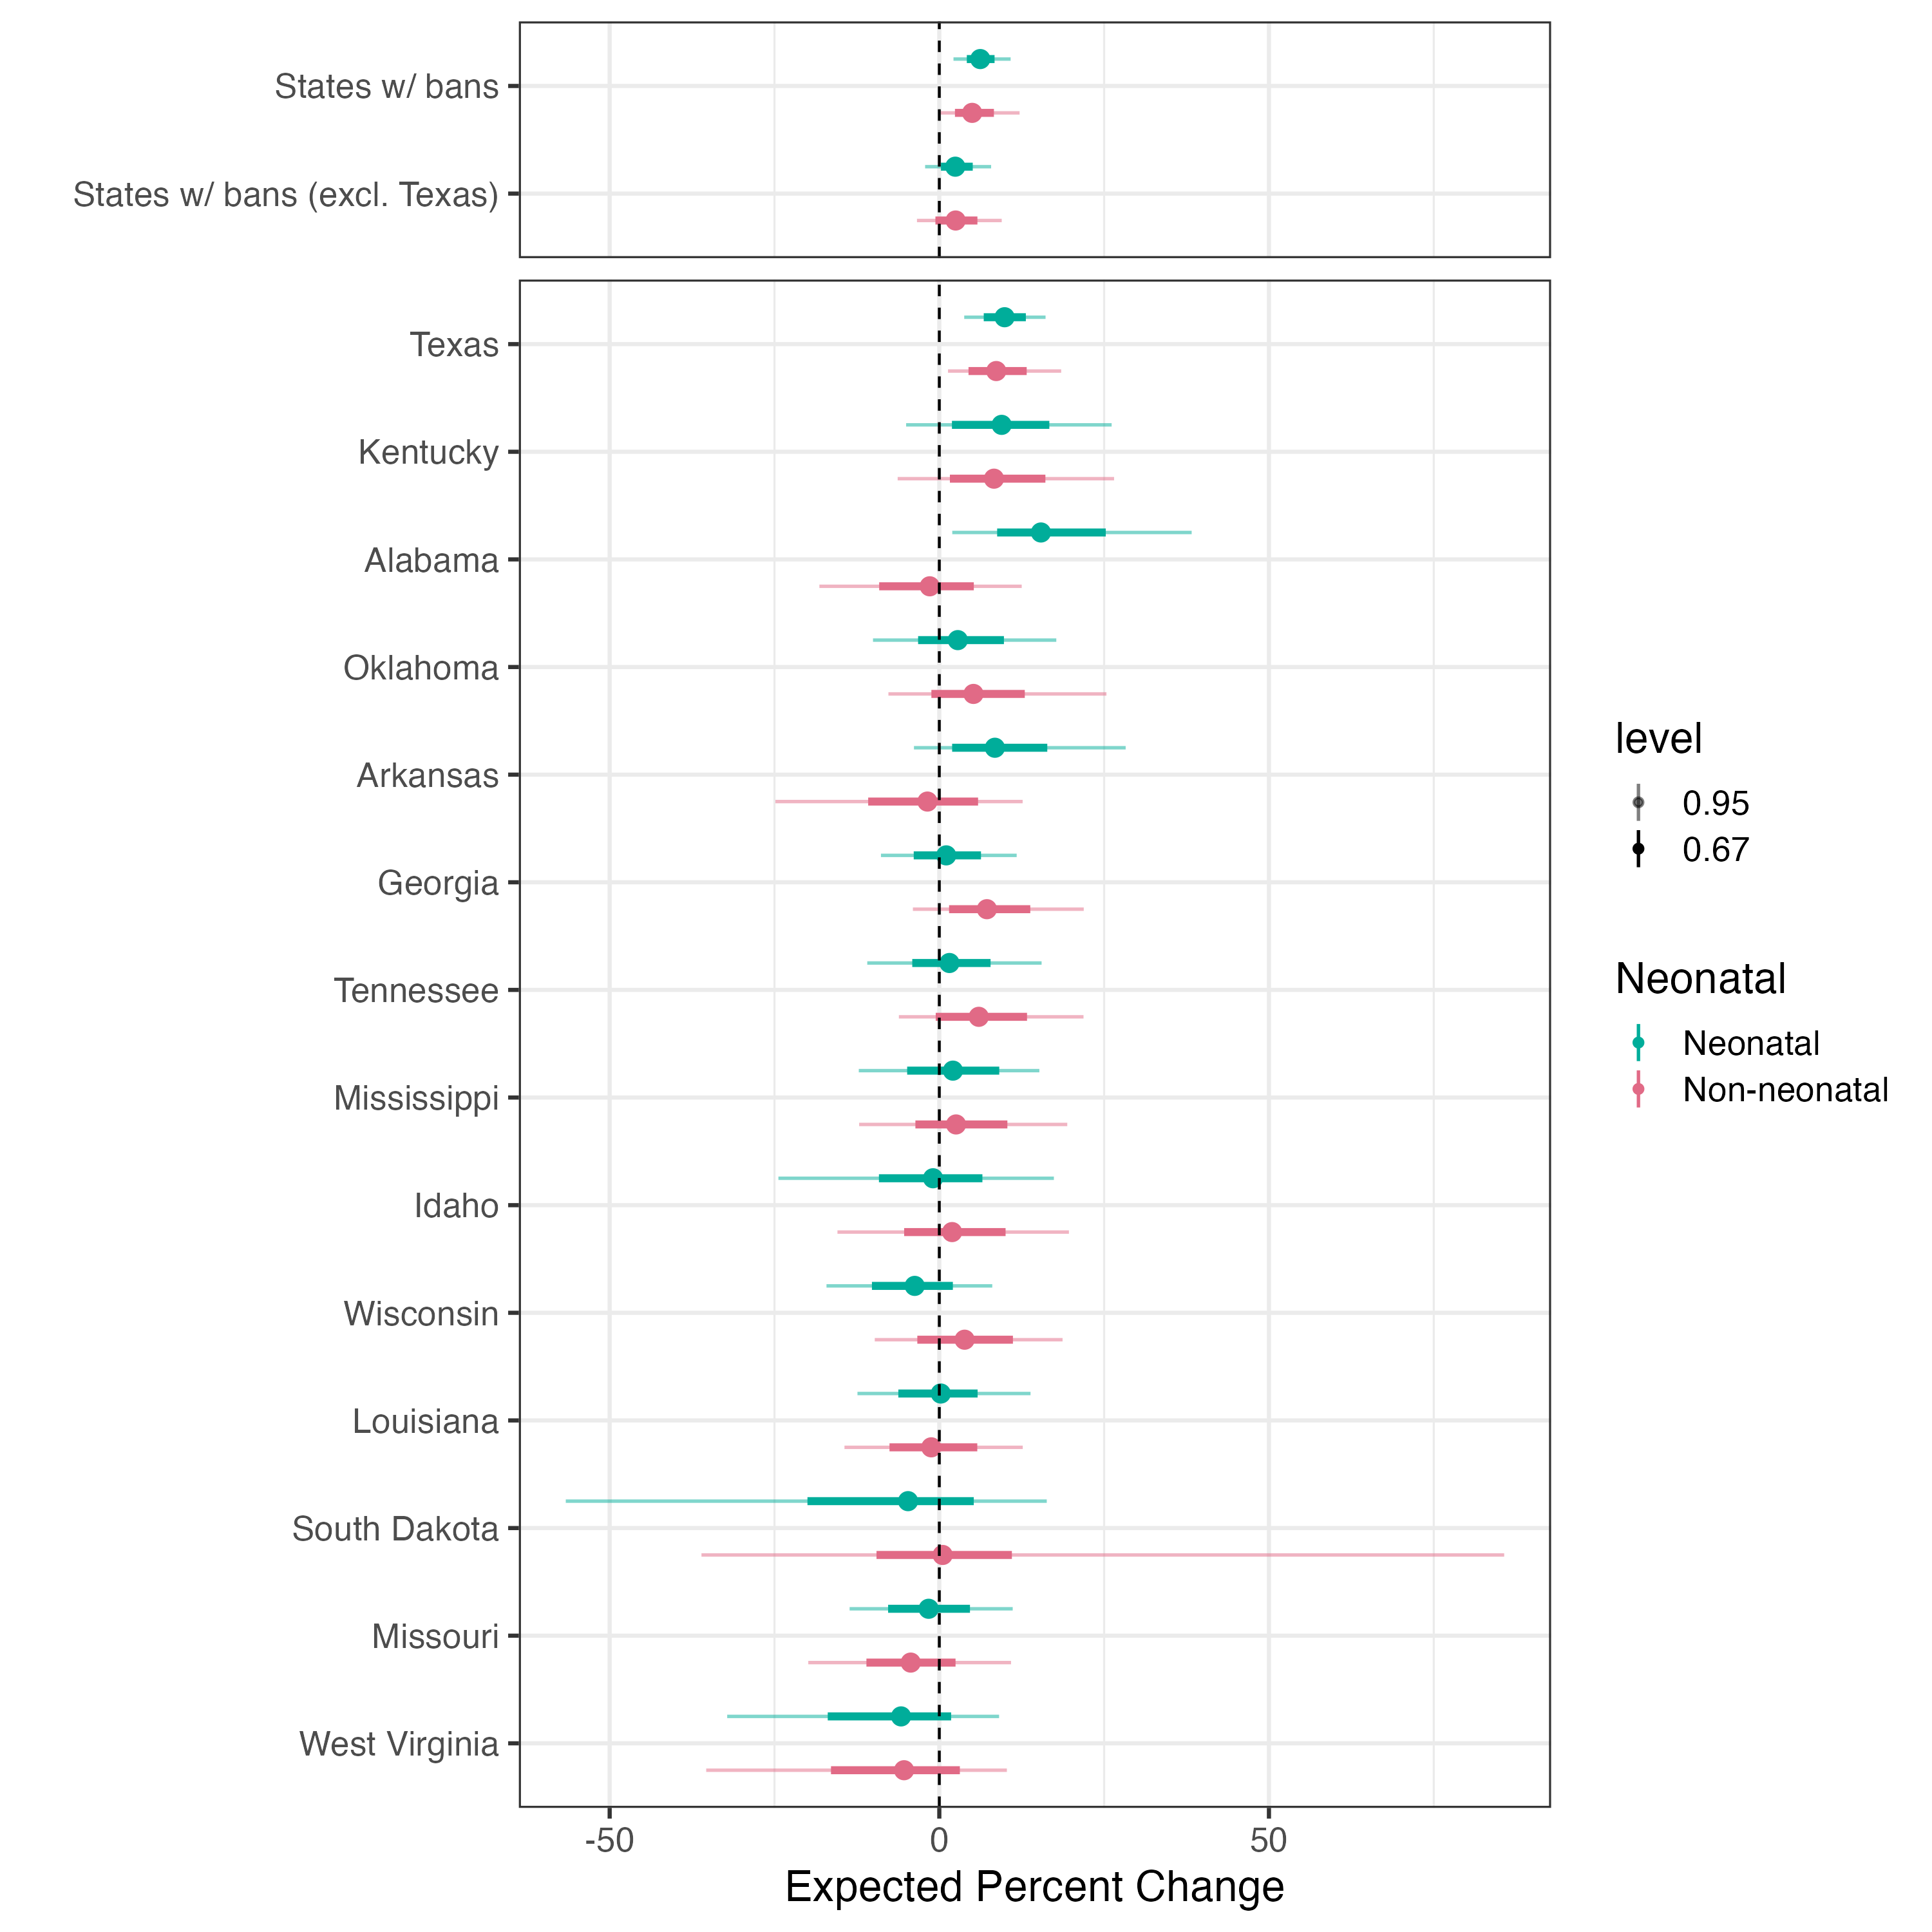 States w/ bans
States w/ bans (excl. Texas)
Texas
Kentucky
Alabama
Oklahoma
Arkansas
Georgia
Tennessee
Mississippi
Idaho
Wisconsin
Louisiana
South Dakota
Missouri
West Virginia
-50 0 50
Expected Percent Change
level
0.95
0.67
Neonatal
Neonatal
Non-neonatal